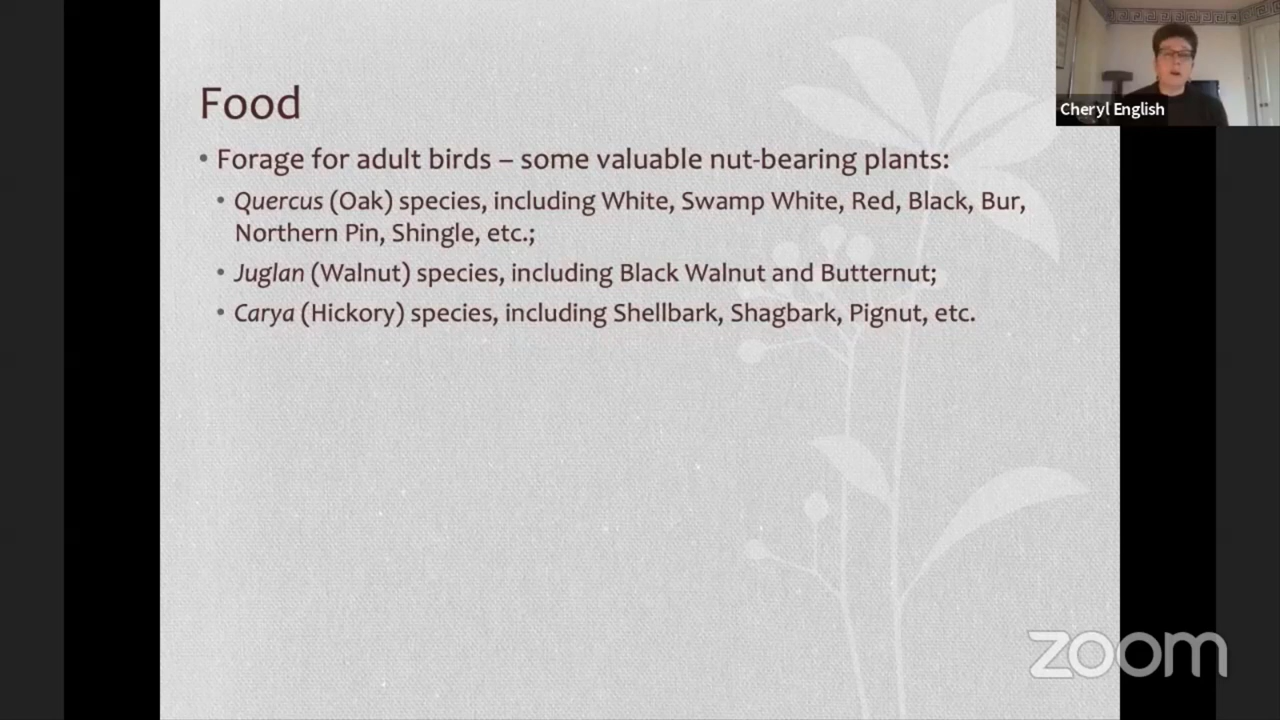 Food
• Forage for adult birds – some valuable nut-bearing plants:
• Quercus (Oak) species, including White, Swamp White, Red, Black, Bur,
Northern Pin, Shingle, etc.;
• Juglan (Walnut) species, including Black Walnut and Butternut;
• Carya (Hickory) species, including Shellbark, Shagbark, Pignut, etc.
Cheryl English
zoom